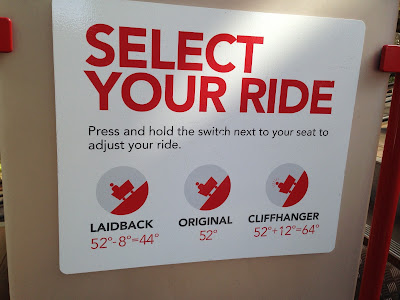 SELECT
YOUR RIDE
Press and hold the switch next to your seat to
adjust your ride.
LAIDBACK
52°-8°=44°
ORIGINAL
52°
CLIFFHANGER
52°+12°=64°